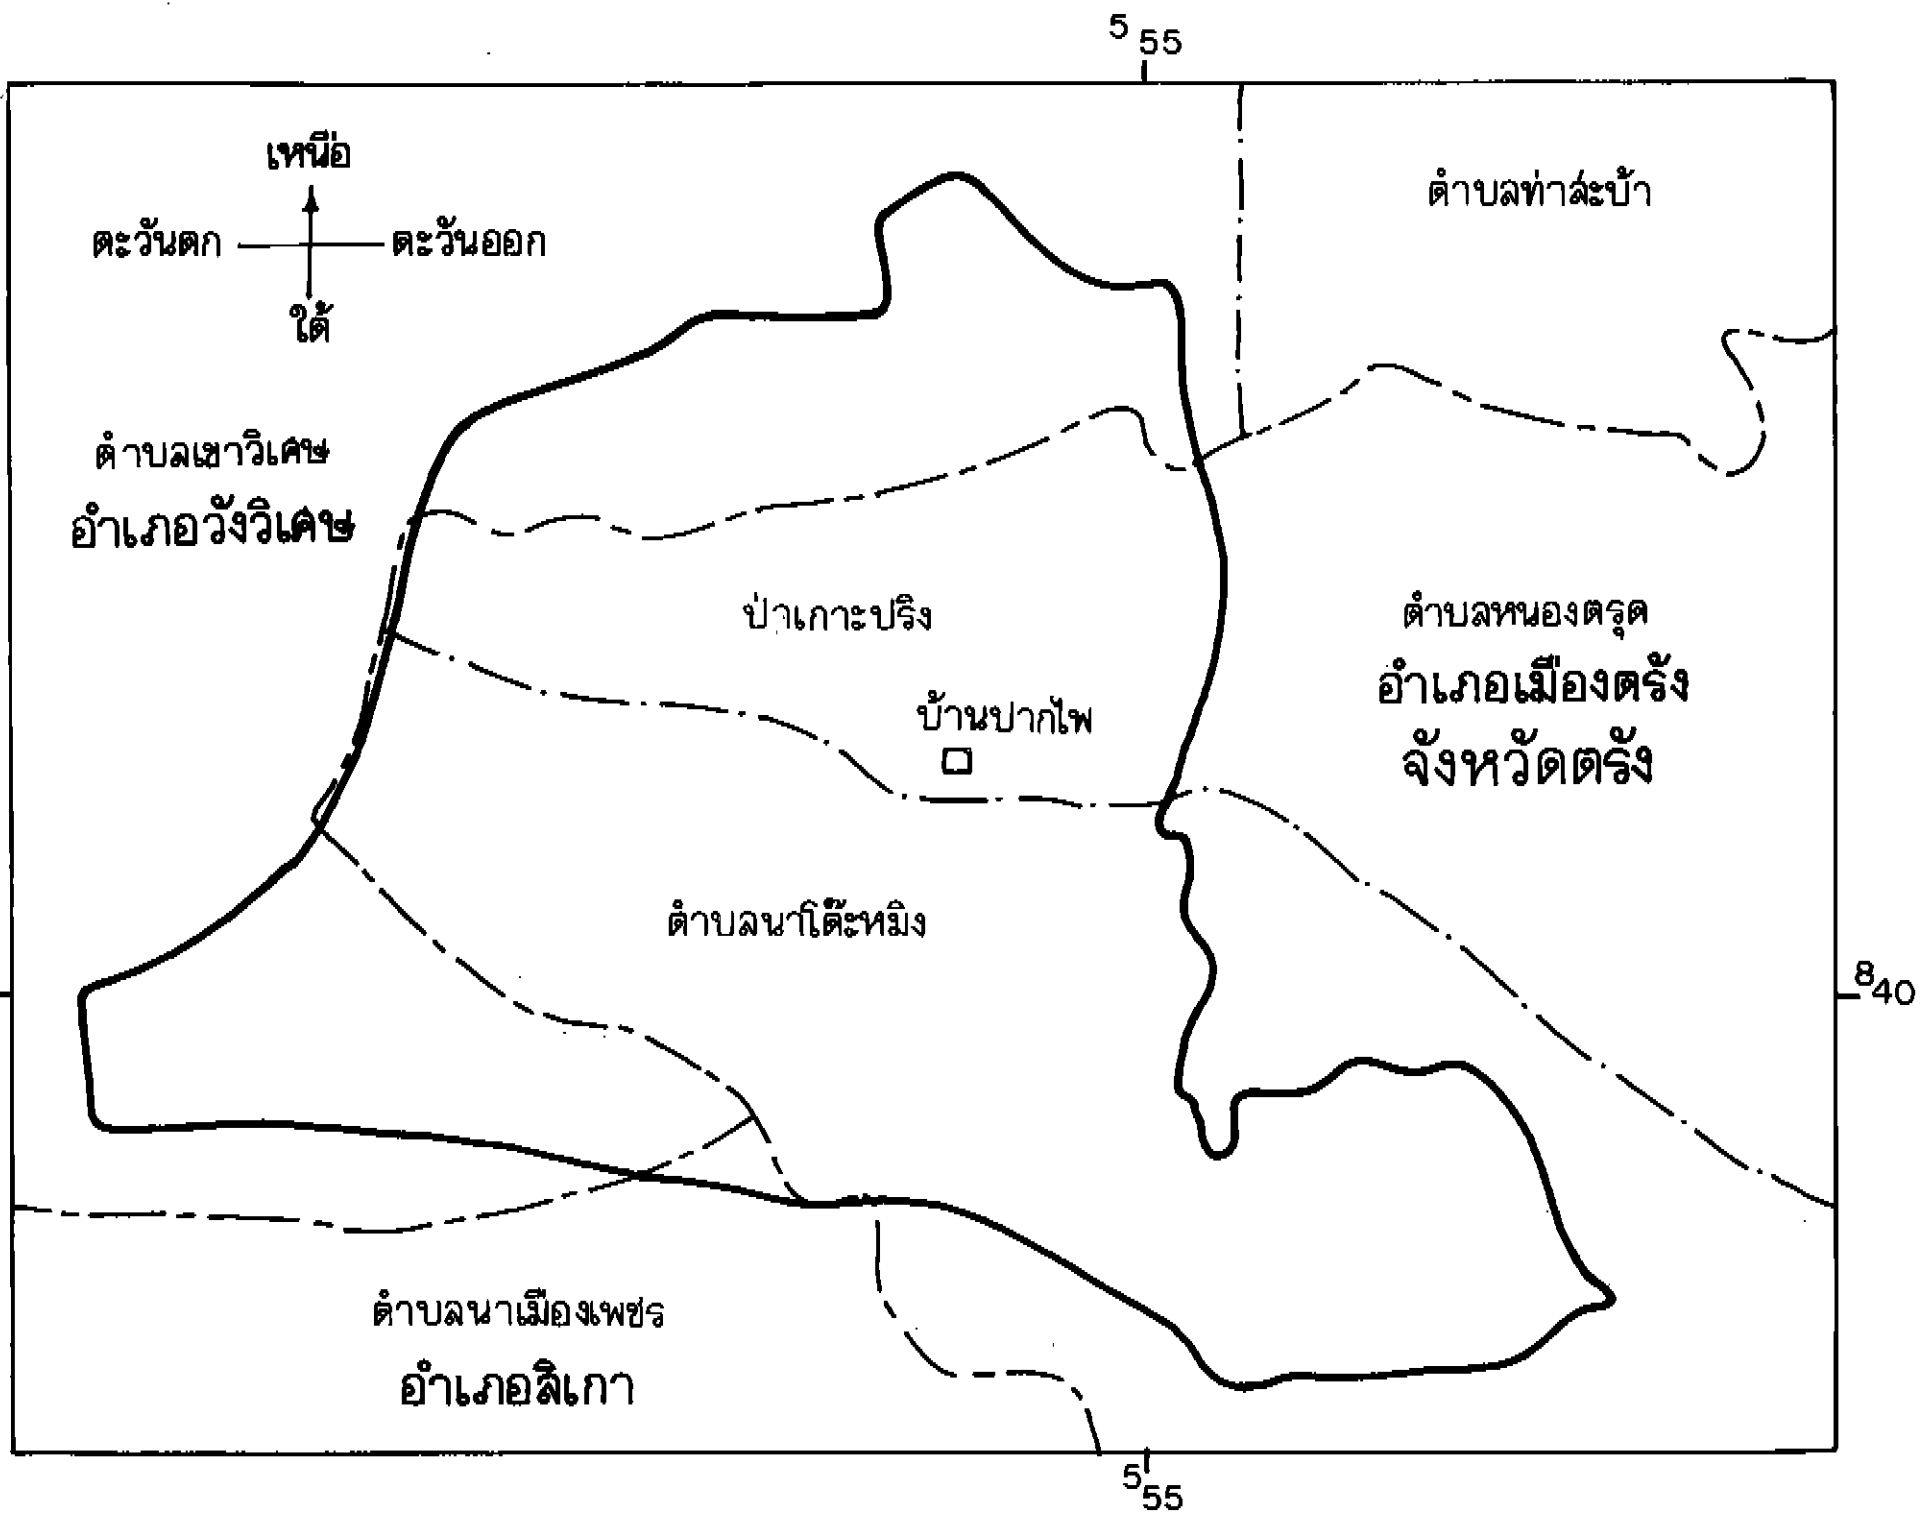 5 55
เหนือ
ตะวันตก ตะวันออก
ใต้
ตำบลท่าสะบ้า
ตำบลเขาวิเศษ
อำเภอวังวิเศษ
ป่าเกาะปริง
ตำบลหนองตรุด
อำเภอเมืองตรัง
จังหวัดตรัง
บ้านปากไพ
ตำบลนาโต๊ะหมิง
8 40
ตำบลนาเมืองเพชร
อำเภอสิเกา
5 55